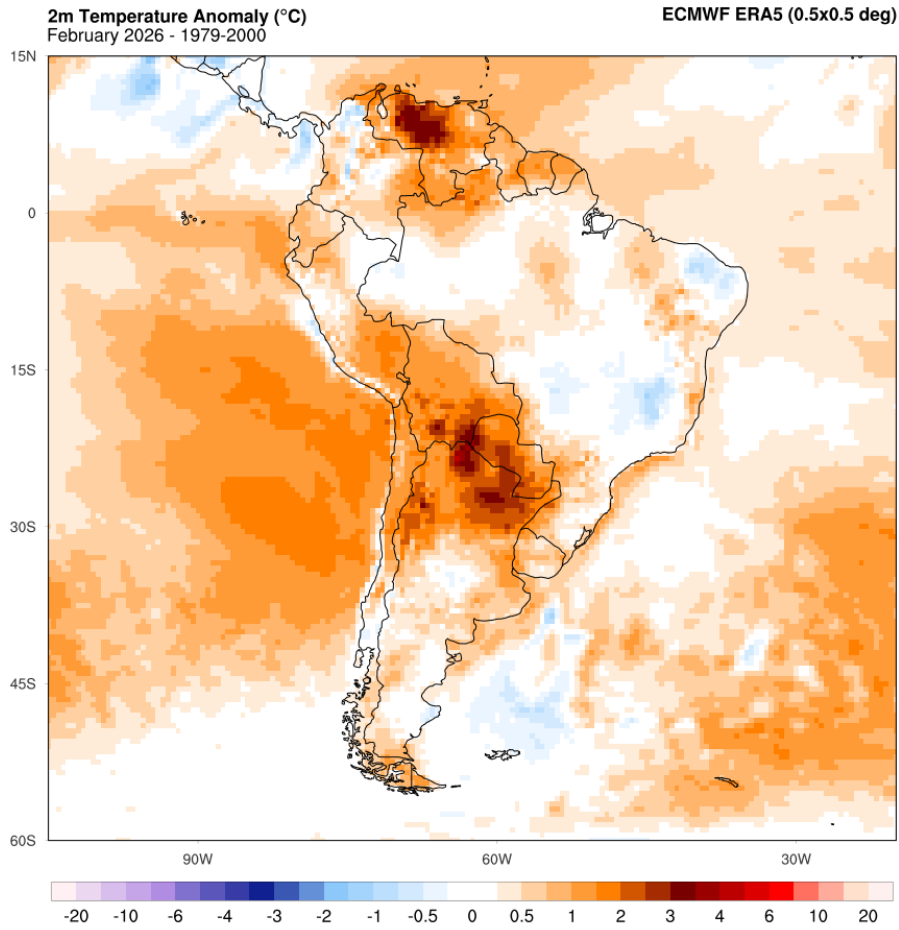 2m Temperature Anomaly (°C)
ECMWF ERA5 (0.5x0.5 deg)
February 2026 - 1979-2000
15N
0
15S
30S
45S
60S
90W 60W 30W
-20 -10 -6 -4 -3 -2 -1 -0.5 0 0.5 1 2 3 4 6 10 20